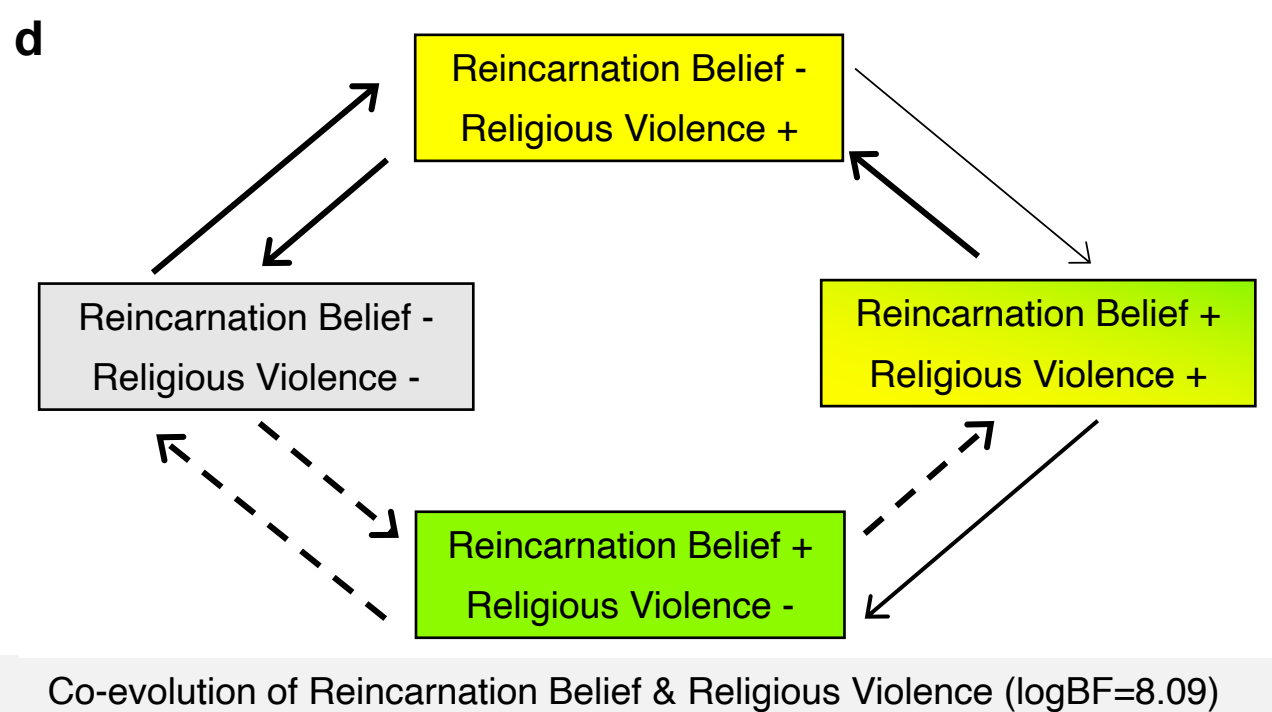 d
Reincarnation Belief -
Religious Violence +
Reincarnation Belief -
Religious Violence -
Reincarnation Belief +
Religious Violence +
Reincarnation Belief +
Religious Violence -
Co-evolution of Reincarnation Belief & Religious Violence (logBF=8.09)